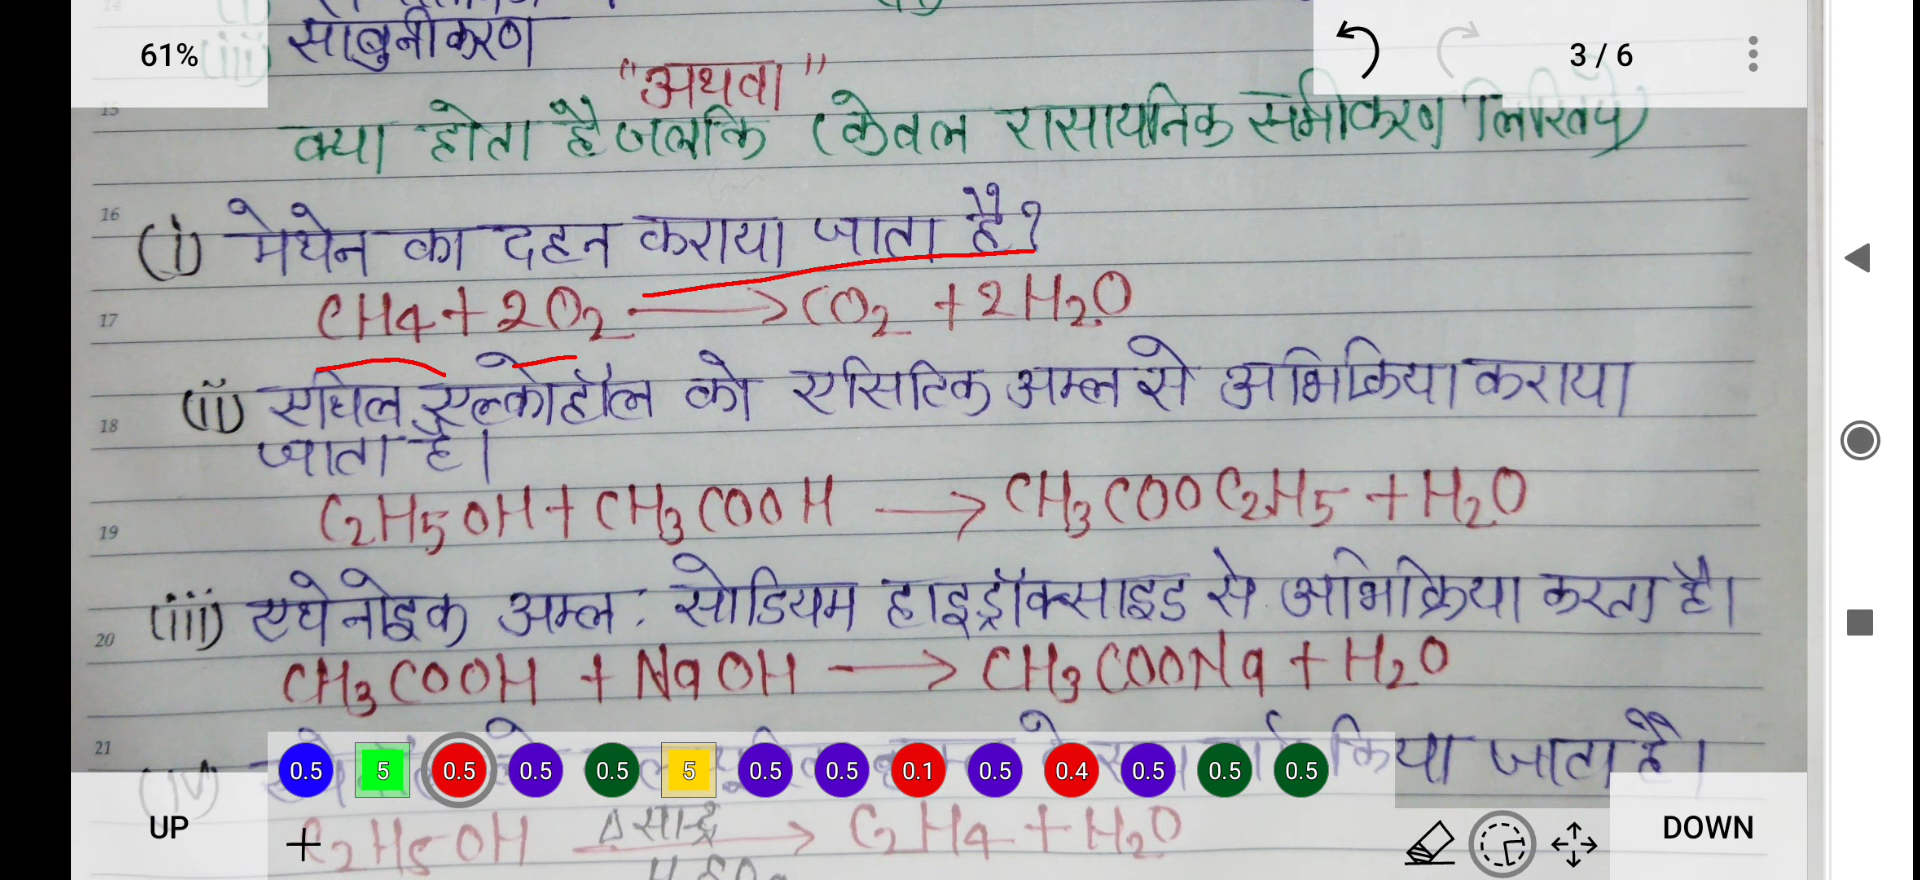 61%
3 / 6
साबुनीकरण
"अथवा"
15
क्या होता है जबकि (केवल रासायनिक समीकरण लिखिये)
16
(i) मेथेन का दहन कराया जाता है?
17
CH4 + 2O2 → CO2 + 2H2O
(ii) एथिल एल्कोहॉल को एसिटिक अम्ल से अभिक्रिया कराया
18
जाता है।
C2H5OH + CH3COOH → CH3COOC2H5 + H2O
19
(iii) एथेनोइक अम्ल, सोडियम हाइड्रॉक्साइड से अभिक्रिया करता है।
20
CH3COOH + NaOH → CH3COONa + H2O
21
(iv) किया जाता है।
0.5 5 0.5 0.5 0.5 5 0.5 0.5 0.1 0.5 0.4 0.5 0.5 0.5
UP
DOWN
C2H5OH Δ सान्द्र → C2H4 + H2O